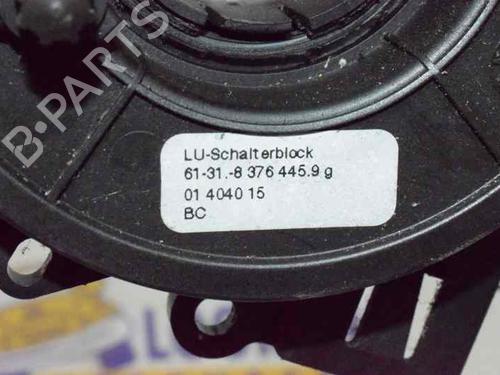 B-PARTS
LU-Schalterblock
61-31.-8 376 445.9 g
01 4040 15
BC